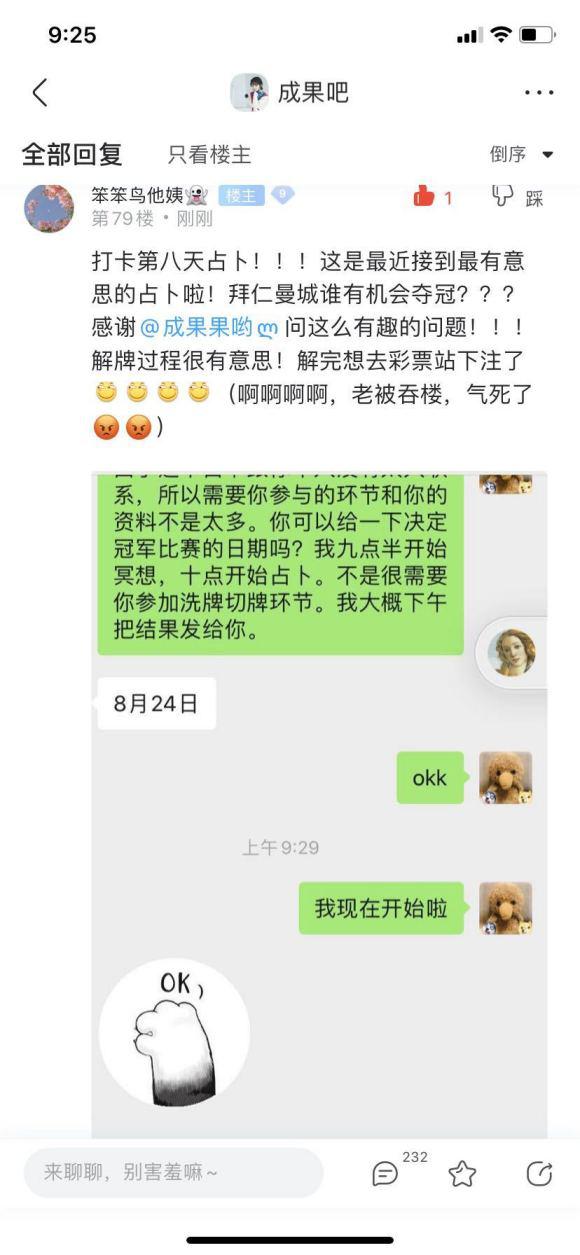 9:25
成果吧
全部回复
只看楼主
倒序
笨笨鸟他姨👻 楼主 9
1
踩
第79楼 · 刚刚
打卡第八天占卜！！！这是最近接到最有意
思的占卜啦！拜仁曼城谁有机会夺冠？？？
感谢@成果果哟ლ 问这么有趣的问题！！！
解牌过程很有意思！解完想去彩票站下注了
（啊啊啊啊，老被吞楼，气死了
）
系，所以需要你参与的环节和你的
资料不是太多。你可以给一下决定
冠军比赛的日期吗？我九点半开始
冥想，十点开始占卜。不是很需要
你参加洗牌切牌环节。我大概下午
把结果发给你。
8月24日
okk
上午9:29
我现在开始啦
OK,
来聊聊，别害羞嘛~
232